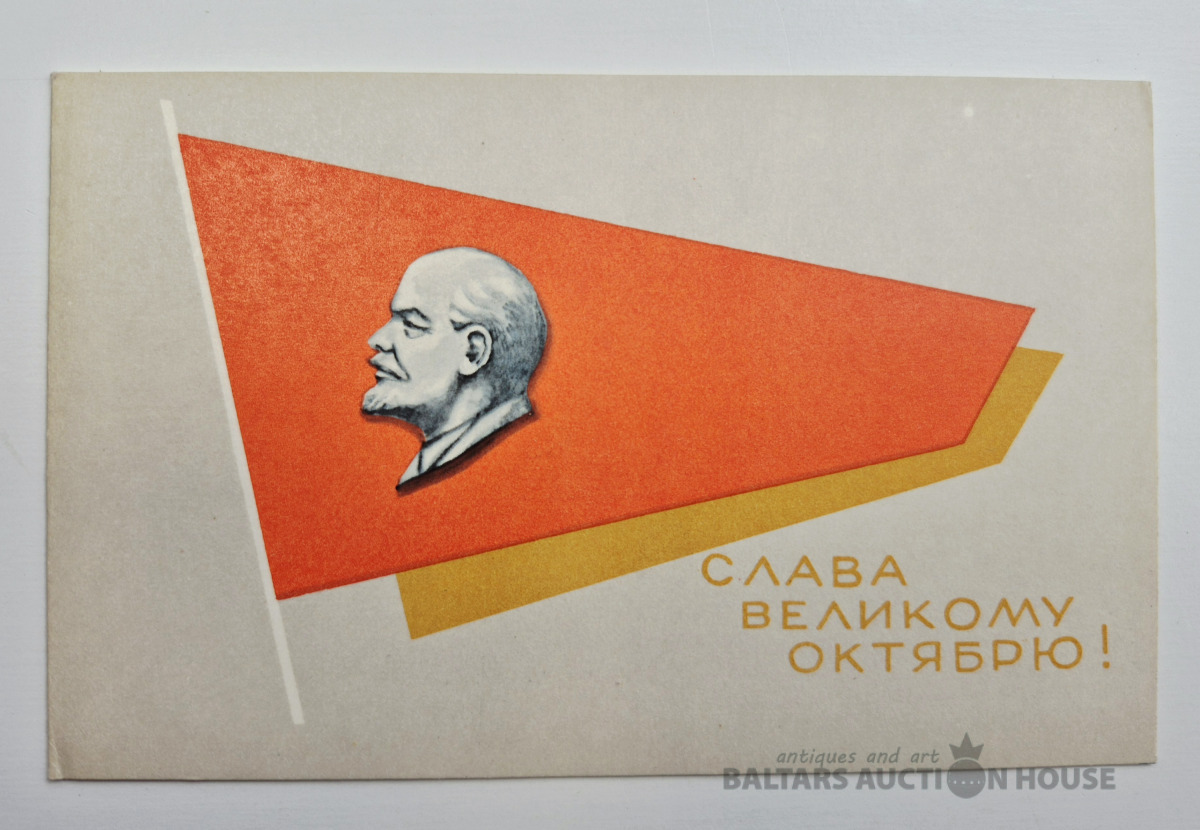 СЛАВА
ВЕЛИКОМУ
ОКТЯБРЮ!
antiques and art
BALTARS AUCTION HOUSE